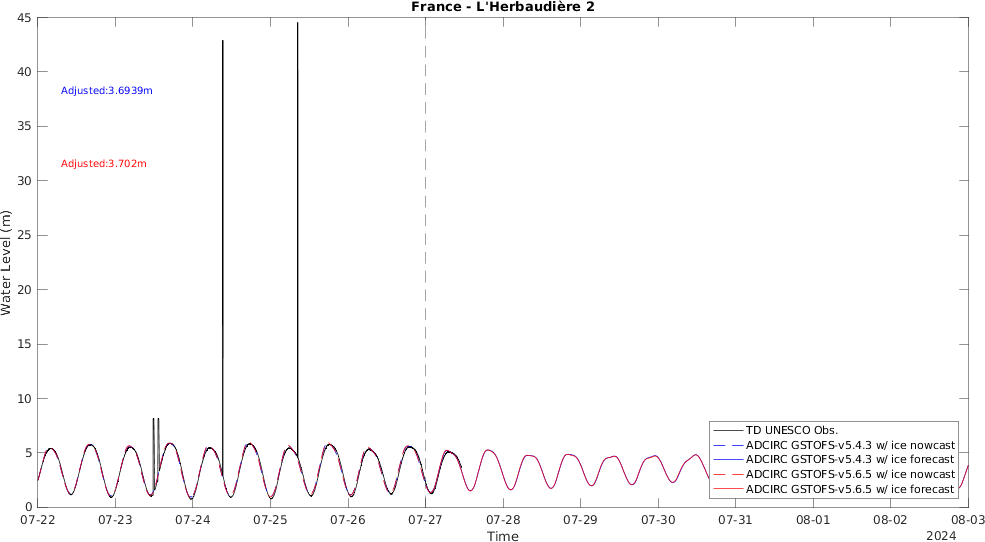 France - L'Herbaudière 2
Adjusted:3.6939m
Adjusted:3.702m
Water Level (m)
45
40
35
30
25
20
15
10
5
0
TD UNESCO Obs.
ADCIRC GSTOFS-v5.4.3 w/ ice nowcast
ADCIRC GSTOFS-v5.4.3 w/ ice forecast
ADCIRC GSTOFS-v5.6.5 w/ ice nowcast
ADCIRC GSTOFS-v5.6.5 w/ ice forecast
07-22 07-23 07-24 07-25 07-26 07-27 07-28 07-29 07-30 07-31 08-01 08-02 08-03
Time
2024